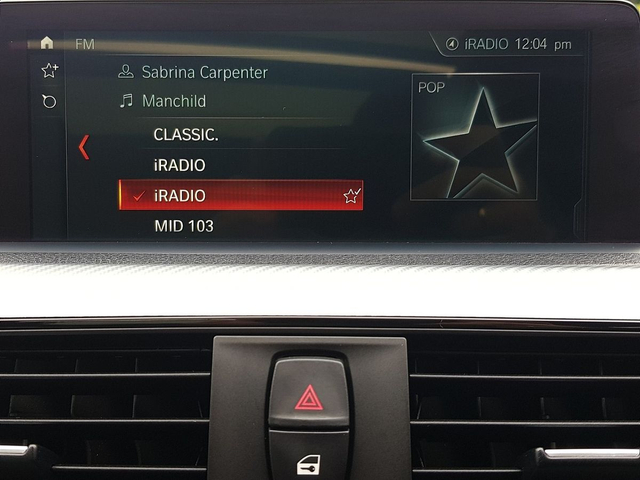 FM
iRADIO 12:04 pm
Sabrina Carpenter
Manchild
POP
CLASSIC.
iRADIO
iRADIO
MID 103